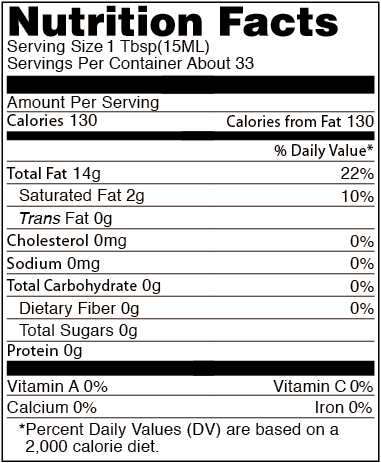 Nutrition Facts
Serving Size 1 Tbsp(15ML)
Servings Per Container About 33
Amount Per Serving
Calories 130 Calories from Fat 130
% Daily Value*
Total Fat 14g 22%
Saturated Fat 2g 10%
Trans Fat 0g
Cholesterol 0mg 0%
Sodium 0mg 0%
Total Carbohydrate 0g 0%
Dietary Fiber 0g 0%
Total Sugars 0g
Protein 0g
Vitamin A 0% Vitamin C 0%
Calcium 0% Iron 0%
*Percent Daily Values (DV) are based on a
2,000 calorie diet.